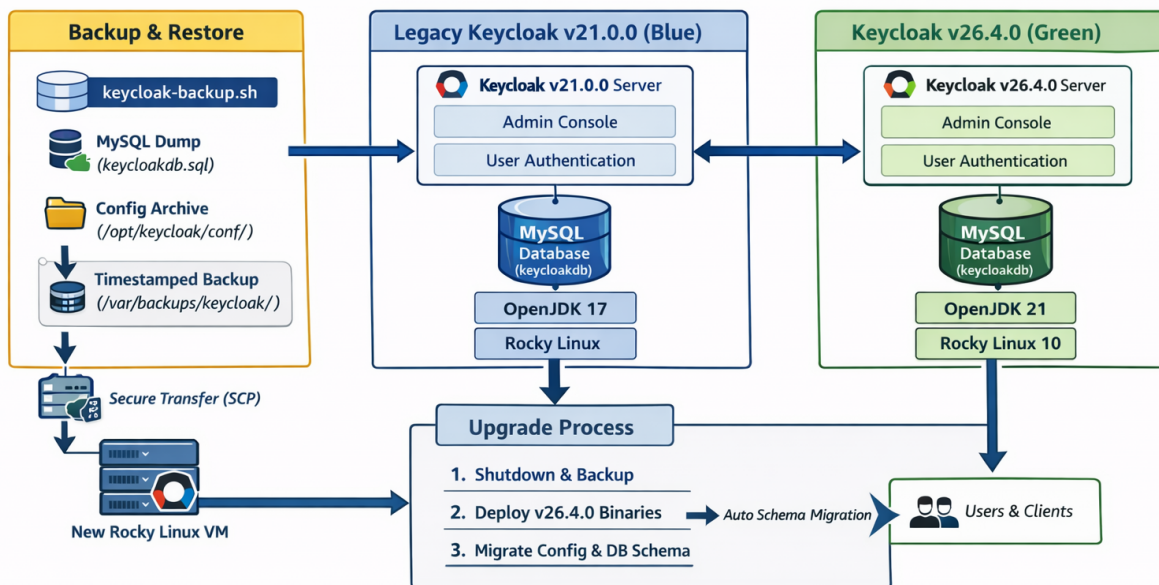 Backup & Restore
keycloak-backup.sh
MySQL Dump
(keycloakdb.sql)
Config Archive
(/opt/keycloak/conf/)
Timestamped Backup
(/var/backups/keycloak/)
Secure Transfer (SCP)
New Rocky Linux VM
Legacy Keycloak v21.0.0 (Blue)
Keycloak v21.0.0 Server
Admin Console
User Authentication
MySQL
Database
(keycloakdb)
OpenJDK 17
Rocky Linux
Keycloak v26.4.0 (Green)
Keycloak v26.4.0 Server
Admin Console
User Authentication
MySQL
Database
(keycloakdb)
OpenJDK 21
Rocky Linux 10
Upgrade Process
1. Shutdown & Backup
2. Deploy v26.4.0 Binaries
3. Migrate Config & DB Schema
Auto Schema Migration
Users & Clients